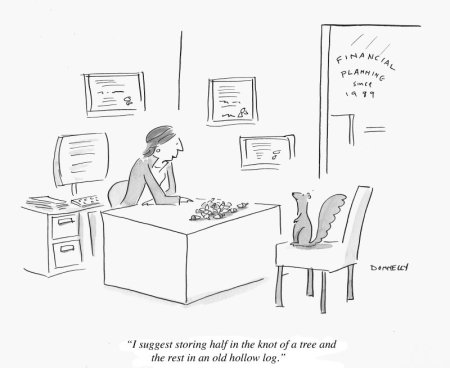 FINANCIAL
PLANNING
since
1989
DONNELLY
"I suggest storing half in the knot of a tree and
the rest in an old hollow log."